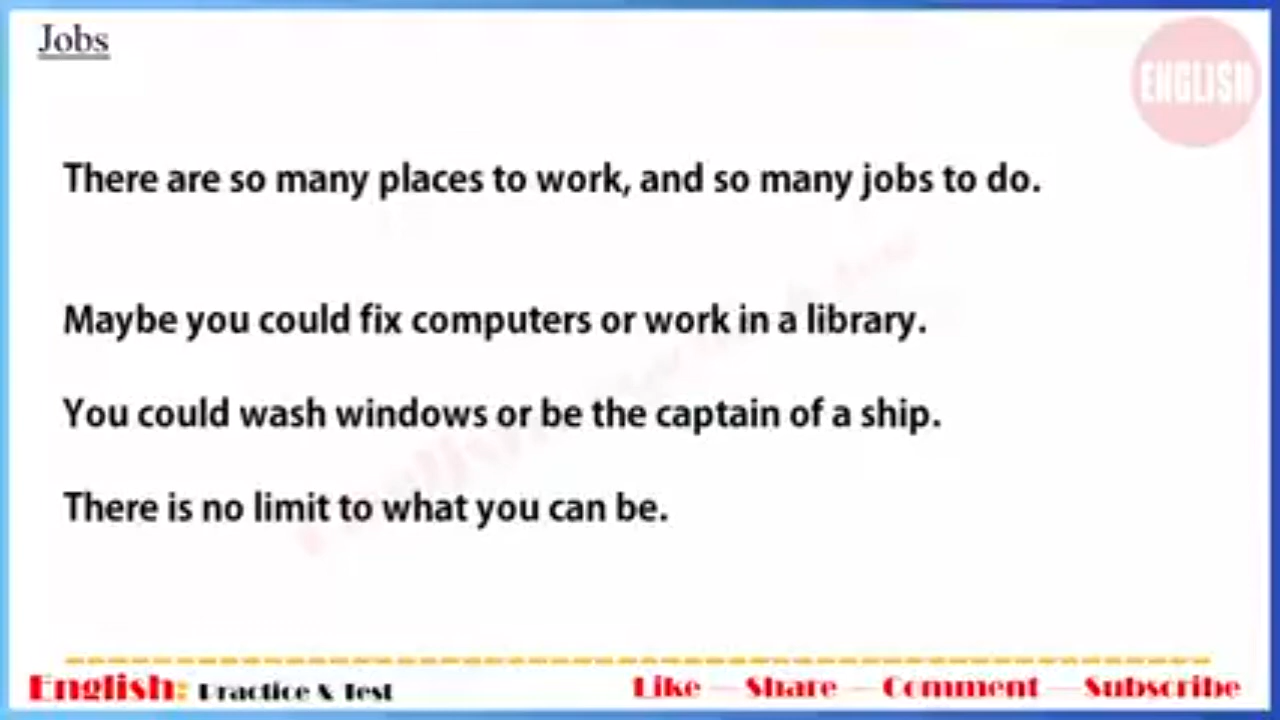 Jobs
ENGLISH
There are so many places to work, and so many jobs to do.
Maybe you could fix computers or work in a library.
You could wash windows or be the captain of a ship.
There is no limit to what you can be.
English: Practice & Test
Like — Share — Comment — Subscribe